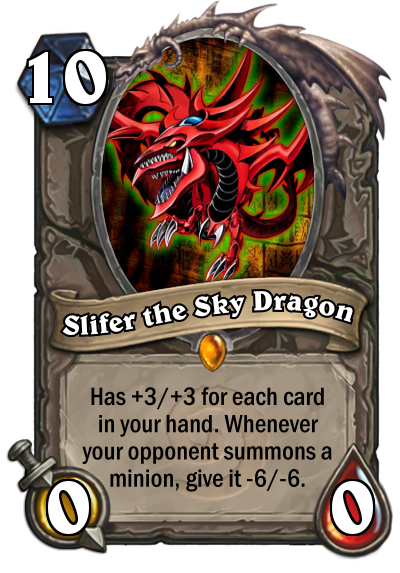 10
Slifer the Sky Dragon
Has +3/+3 for each card
in your hand. Whenever
your opponent summons a
minion, give it -6/-6.
0
0